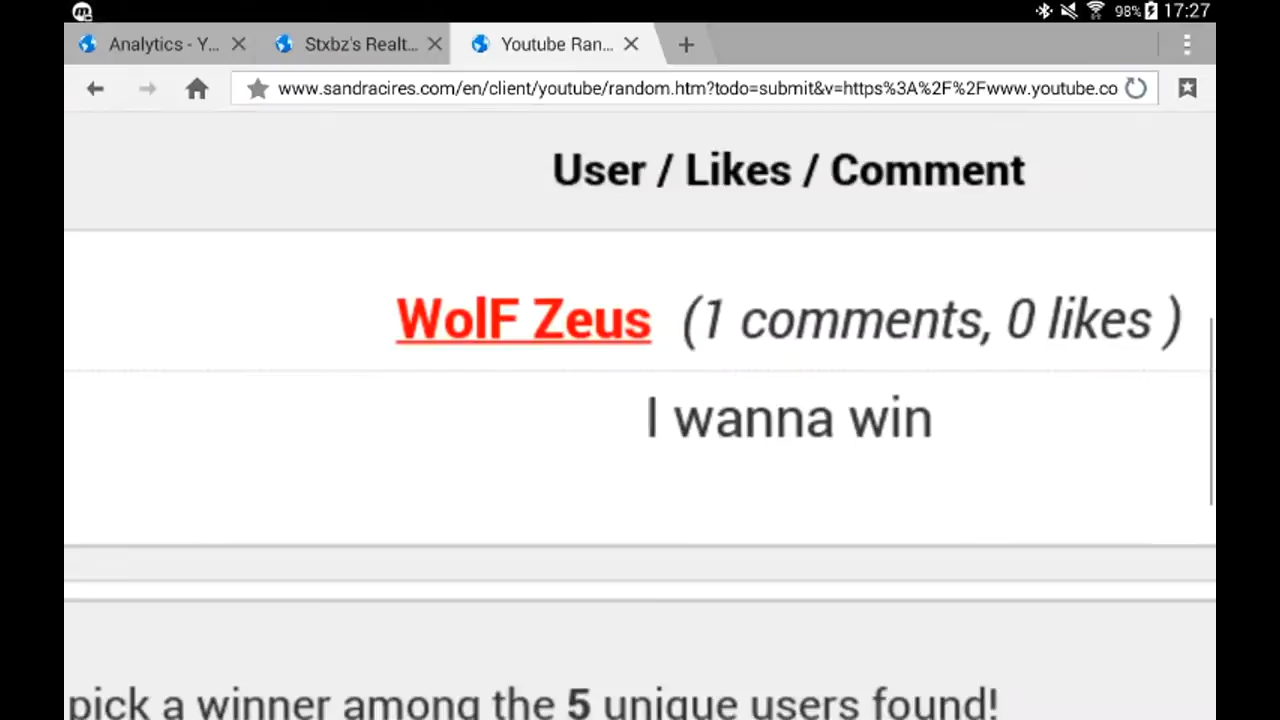 98% 17:27
Analytics - Y... Stxbz's Realt... Youtube Ran...
www.sandracires.com/en/client/youtube/random.htm?todo=submit&v=https%3A%2F%2Fwww.youtube.co
User / Likes / Comment
WolF Zeus (1 comments, 0 likes )
I wanna win
pick a winner among the 5 unique users found!